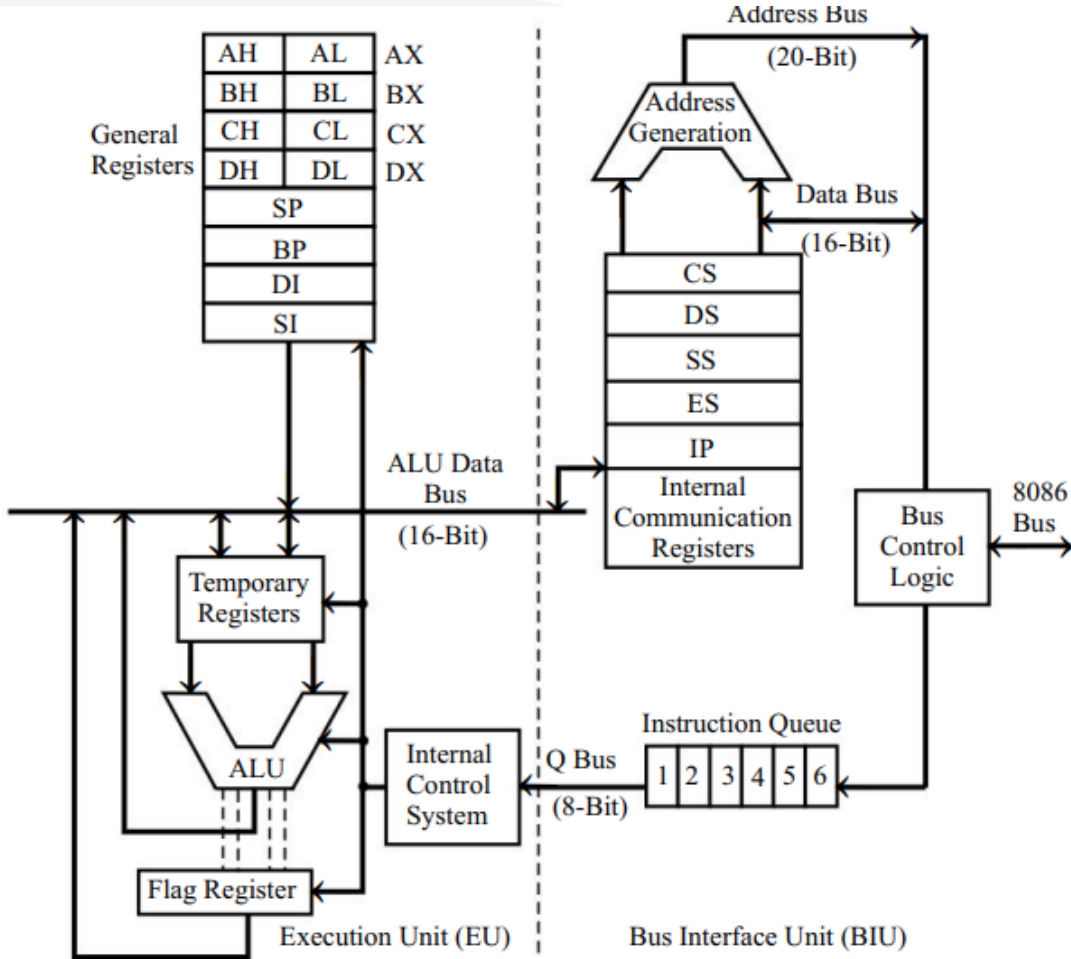 Address Bus
(20-Bit)
AH AL AX
BH BL BX
CH CL CX
DH DL DX
General
Registers
SP
BP
DI
SI
Address
Generation
Data Bus
(16-Bit)
CS
DS
SS
ES
IP
Internal
Communication
Registers
ALU Data
Bus
(16-Bit)
8086
Bus
Bus
Control
Logic
Temporary
Registers
ALU
Internal
Control
System
Q Bus
(8-Bit)
Instruction Queue
1 2 3 4 5 6
Flag Register
Execution Unit (EU)
Bus Interface Unit (BIU)